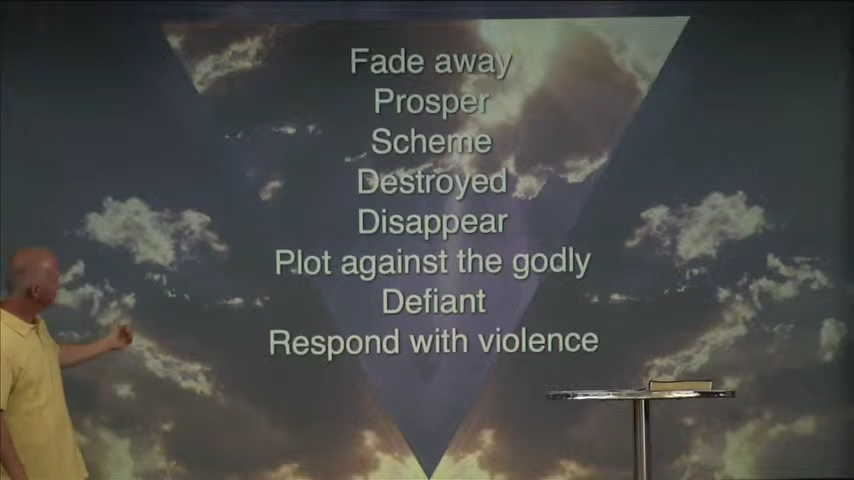 Fade away
Prosper
Scheme
Destroyed
Disappear
Plot against the godly
Defiant
Respond with violence